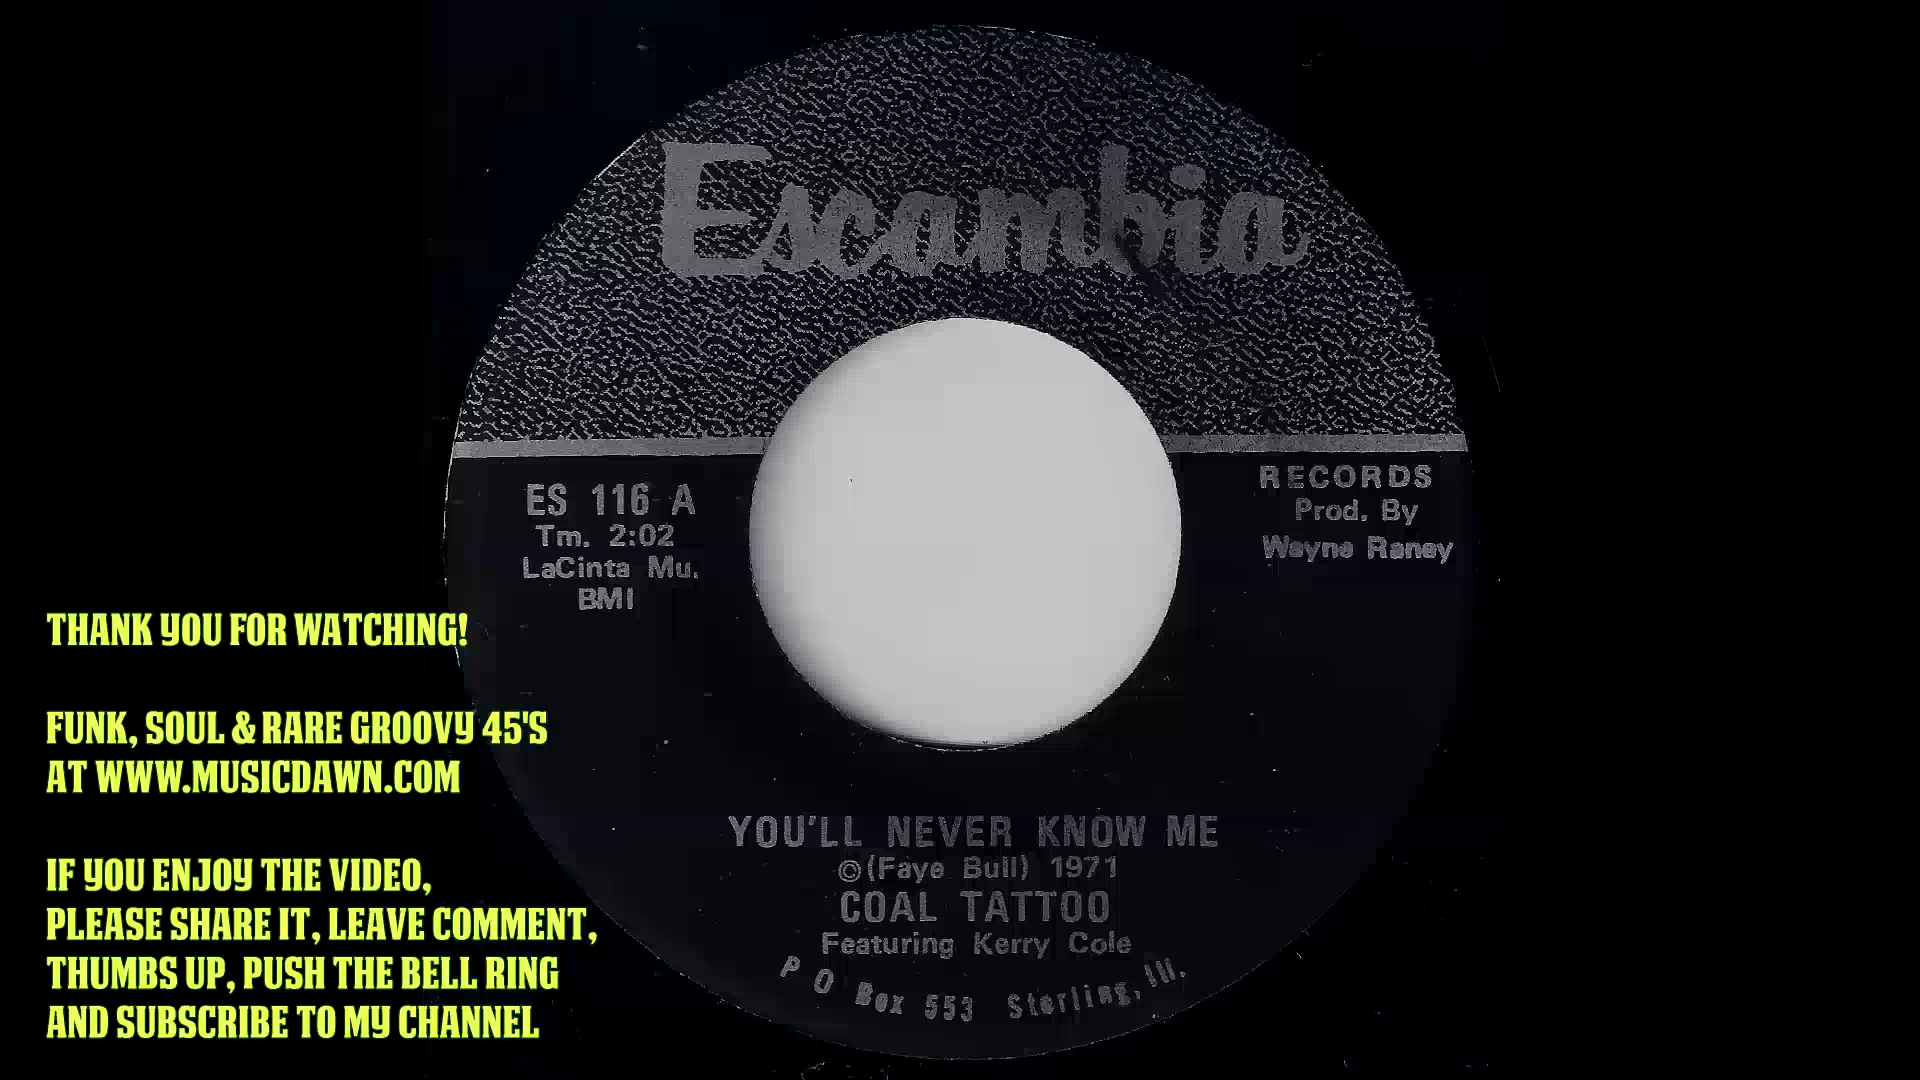 Escambia
ES 116 A
Tm. 2:02
LaCinta Mu.
BMI
RECORDS
Prod. By
Wayne Raney
THANK YOU FOR WATCHING!
FUNK, SOUL & RARE GROOVY 45'S
AT WWW.MUSICDAWN.COM
IF YOU ENJOY THE VIDEO,
PLEASE SHARE IT, LEAVE COMMENT,
THUMBS UP, PUSH THE BELL RING
AND SUBSCRIBE TO MY CHANNEL
YOU'LL NEVER KNOW ME
©(Faye Bull) 1971
COAL TATTOO
Featuring Kerry Cole
P O Box 553 Sterling, Ill.